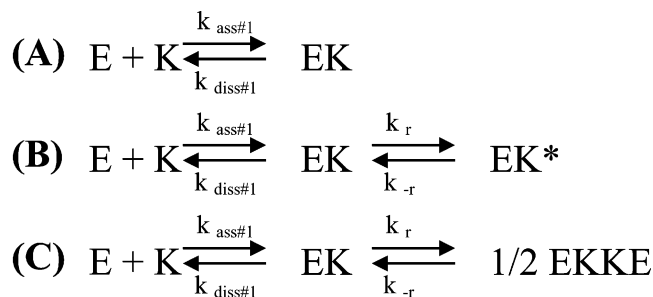 k ass#1
(A) E + K EK
k diss#1
k ass#1 k r
(B) E + K EK EK*
k diss#1 k -r
k ass#1 k r
(C) E + K EK 1/2 EKKE
k diss#1 k -r